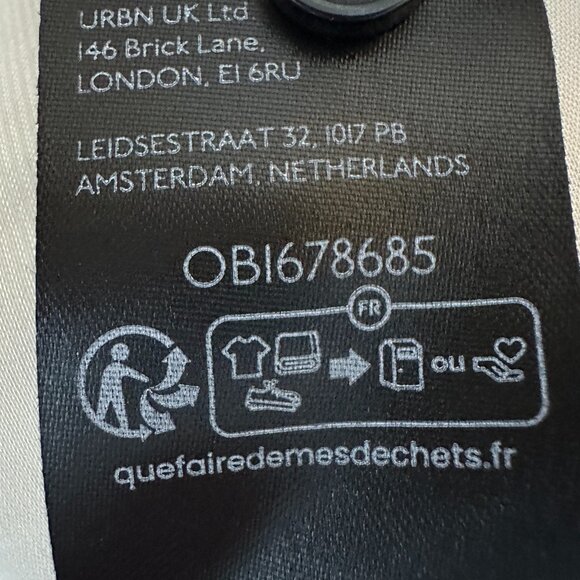 URBN UK Ltd
146 Brick Lane,
LONDON, E1 6RU
LEIDSESTRAAT 32, 1017 PB
AMSTERDAM, NETHERLANDS
OB1678685
FR
ou
quefairedemesdechets.fr